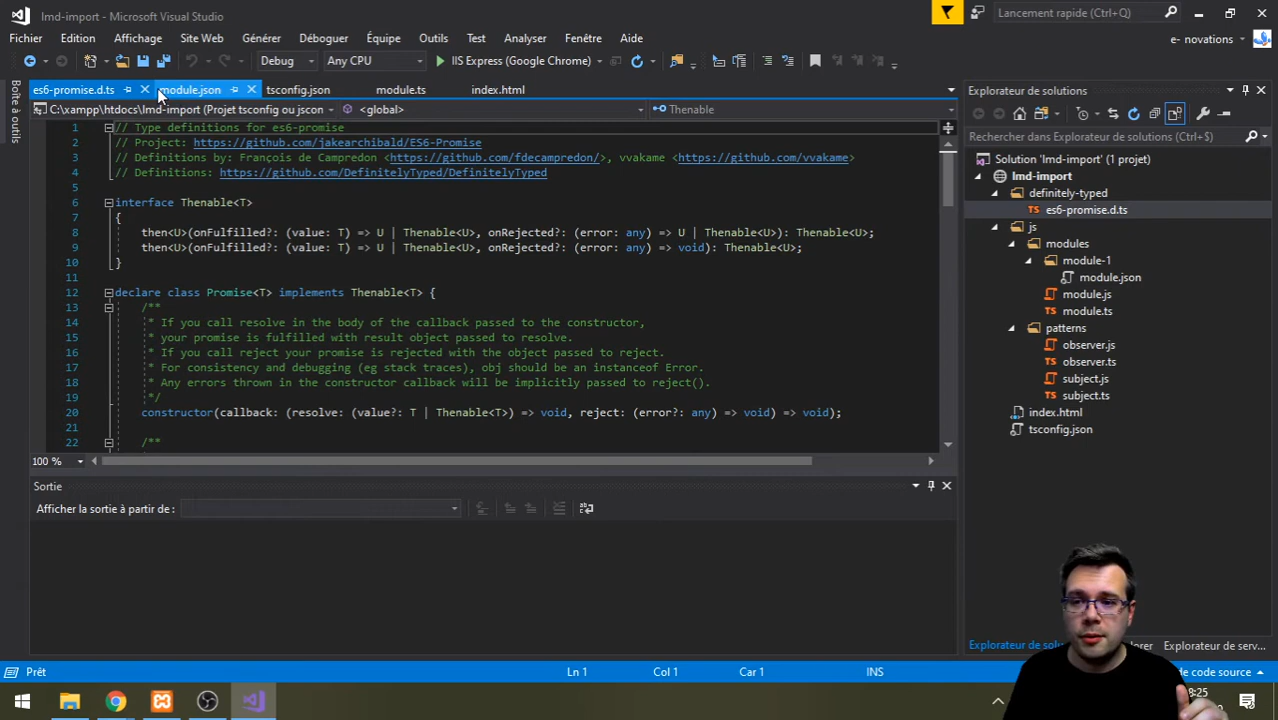 lmd-import - Microsoft Visual Studio
Lancement rapide (Ctrl+Q)
Fichier Edition Affichage Site Web Générer Déboguer Équipe Outils Test Analyser Fenêtre Aide
e- novations
Debug Any CPU IIS Express (Google Chrome)
Boîte à outils
es6-promise.d.ts module.json tsconfig.json module.ts index.html
C:\xampp\htdocs\lmd-import (Projet tsconfig ou jscon <global> Thenable
1 // Type definitions for es6-promise
2 // Project: https://github.com/jakearchibald/ES6-Promise
3 // Definitions by: François de Campredon <https://github.com/fdecampredon/>, vvakame <https://github.com/vvakame>
4 // Definitions: https://github.com/DefinitelyTyped/DefinitelyTyped
5
6 interface Thenable<T>
7 {
8 then<U>(onFulfilled?: (value: T) => U | Thenable<U>, onRejected?: (error: any) => U | Thenable<U>): Thenable<U>;
9 then<U>(onFulfilled?: (value: T) => U | Thenable<U>, onRejected?: (error: any) => void): Thenable<U>;
10 }
11
12 declare class Promise<T> implements Thenable<T> {
13 /**
14 * If you call resolve in the body of the callback passed to the constructor,
15 * your promise is fulfilled with result object passed to resolve.
16 * If you call reject your promise is rejected with the object passed to reject.
17 * For consistency and debugging (eg stack traces), obj should be an instanceof Error.
18 * Any errors thrown in the constructor callback will be implicitly passed to reject().
19 */
20 constructor(callback: (resolve: (value?: T | Thenable<T>) => void, reject: (error?: any) => void) => void);
21
22 /**
100 %
Sortie
Afficher la sortie à partir de :
Explorateur de solutions
Rechercher dans Explorateur de solutions (Ctrl
Solution 'lmd-import' (1 projet)
lmd-import
definitely-typed
TS es6-promise.d.ts
js
modules
module-1
module.json
module.js
TS module.ts
patterns
observer.js
TS observer.ts
subject.js
TS subject.ts
index.html
tsconfig.json
Explorateur de solu Explorateur de serv...
Prêt Ln 1 Col 1 Car 1 INS de code source
8:25